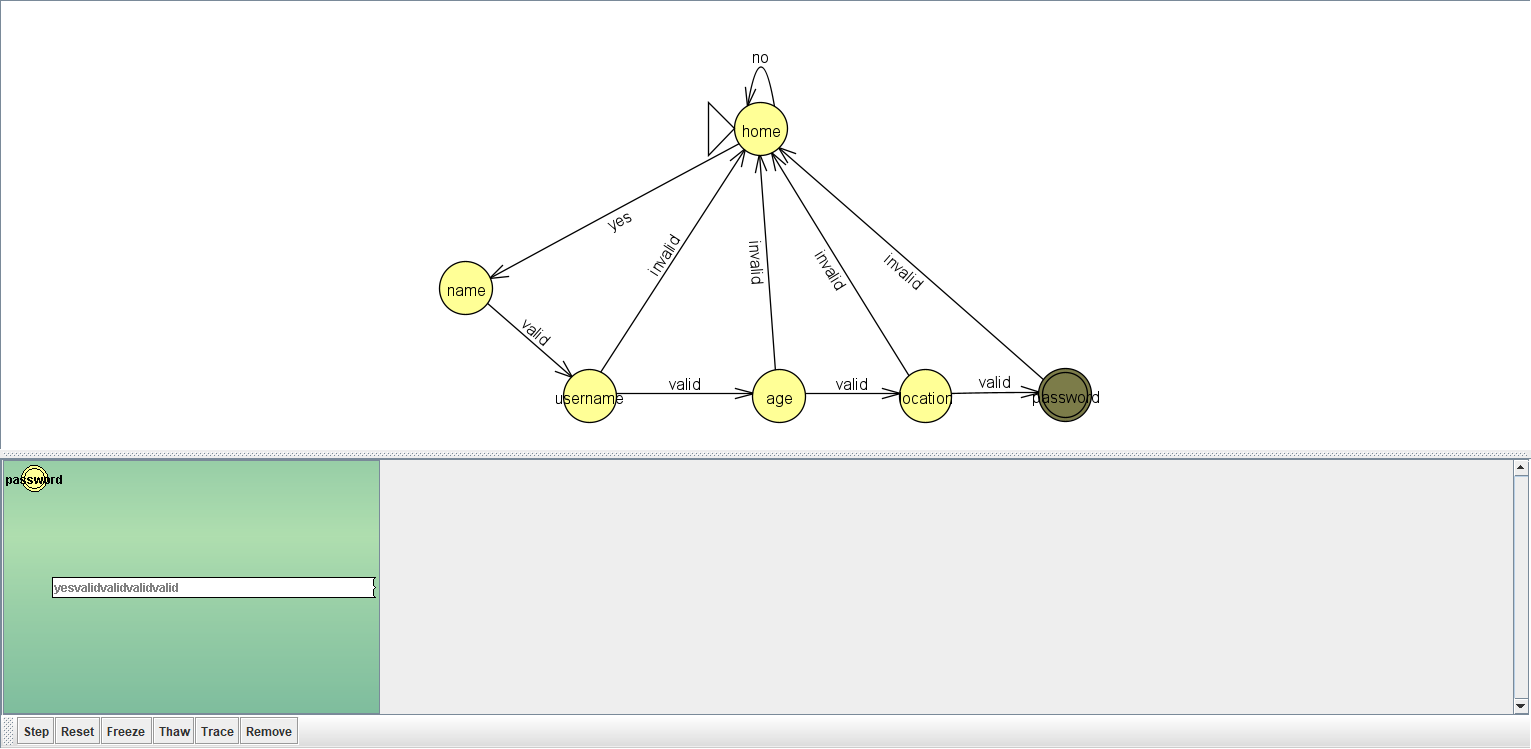 no
home
yes
invalid
invalid
invalid
invalid
name
valid
username
valid
age
valid
location
valid
password
password
yesvalidvalidvalidvalid
Step
Reset
Freeze
Thaw
Trace
Remove